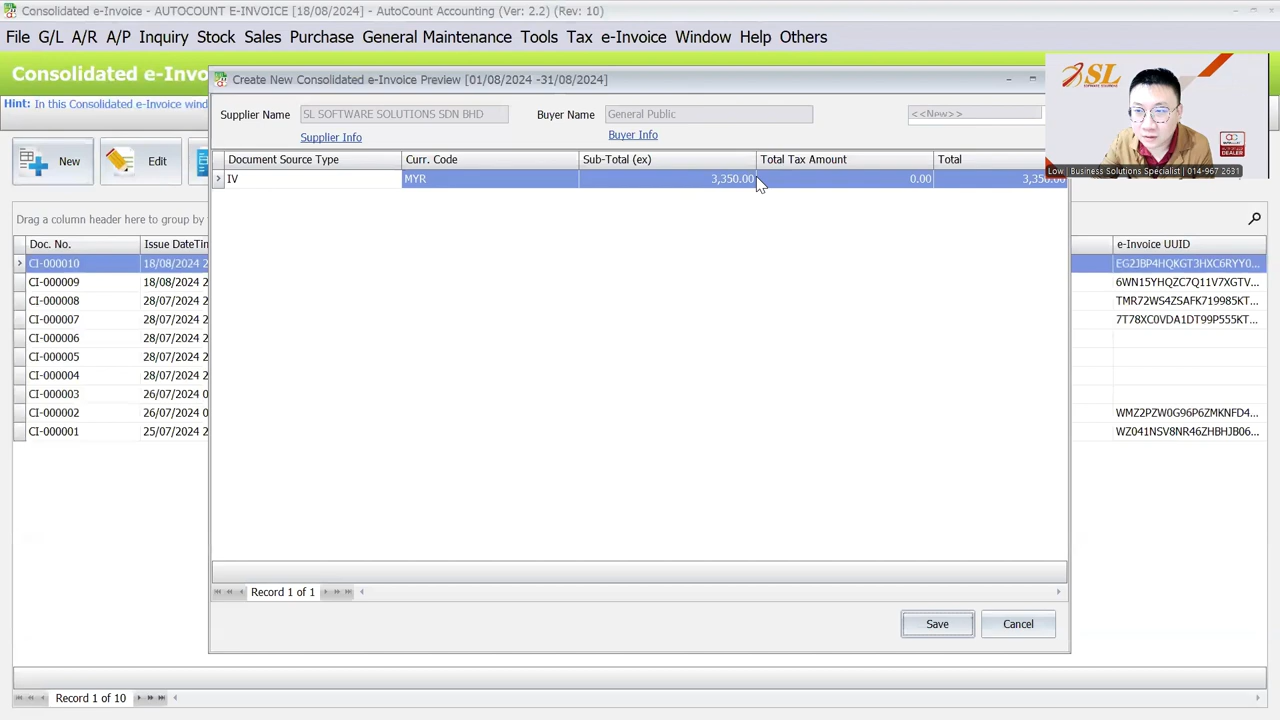 Consolidated e-Invoice - AUTOCOUNT E-INVOICE [18/08/2024] - AutoCount Accounting (Ver: 2.2) (Rev: 10)
File G/L A/R A/P Inquiry Stock Sales Purchase General Maintenance Tools Tax e-Invoice Window Help Others
Consolidated e-Invo
Hint: In this Consolidated e-Invoice wind
New
Edit
Create New Consolidated e-Invoice Preview [01/08/2024 -31/08/2024]
Supplier Name SL SOFTWARE SOLUTIONS SDN BHD Buyer Name General Public <<New>>
Supplier Info Buyer Info
Document Source Type Curr. Code Sub-Total (ex) Total Tax Amount Total
IV MYR 3,350.00 0.00 3,350.00
SL
Low | Business Solutions Specialist | 014-967 2631
Drag a column header here to group by
Doc. No. Issue DateTin e-Invoice UUID
CI-000010 18/08/2024 2 EG2JBP4HQKGT3HXC6RYY0...
CI-000009 18/08/2024 2 6WN15YHQZC7Q11V7XGTV...
CI-000008 28/07/2024 2 TMR72WS4ZSAFK719985KT...
CI-000007 28/07/2024 2 7T78XC0VDA1DT99P555KT...
CI-000006 28/07/2024 2
CI-000005 28/07/2024 2
CI-000004 28/07/2024 2
CI-000003 26/07/2024 0
CI-000002 26/07/2024 0 WMZ2PZW0G96P6ZMKNFD4...
CI-000001 25/07/2024 2 WZ041NSV8NR46ZHBHJB06...
Record 1 of 1
Save Cancel
Record 1 of 10